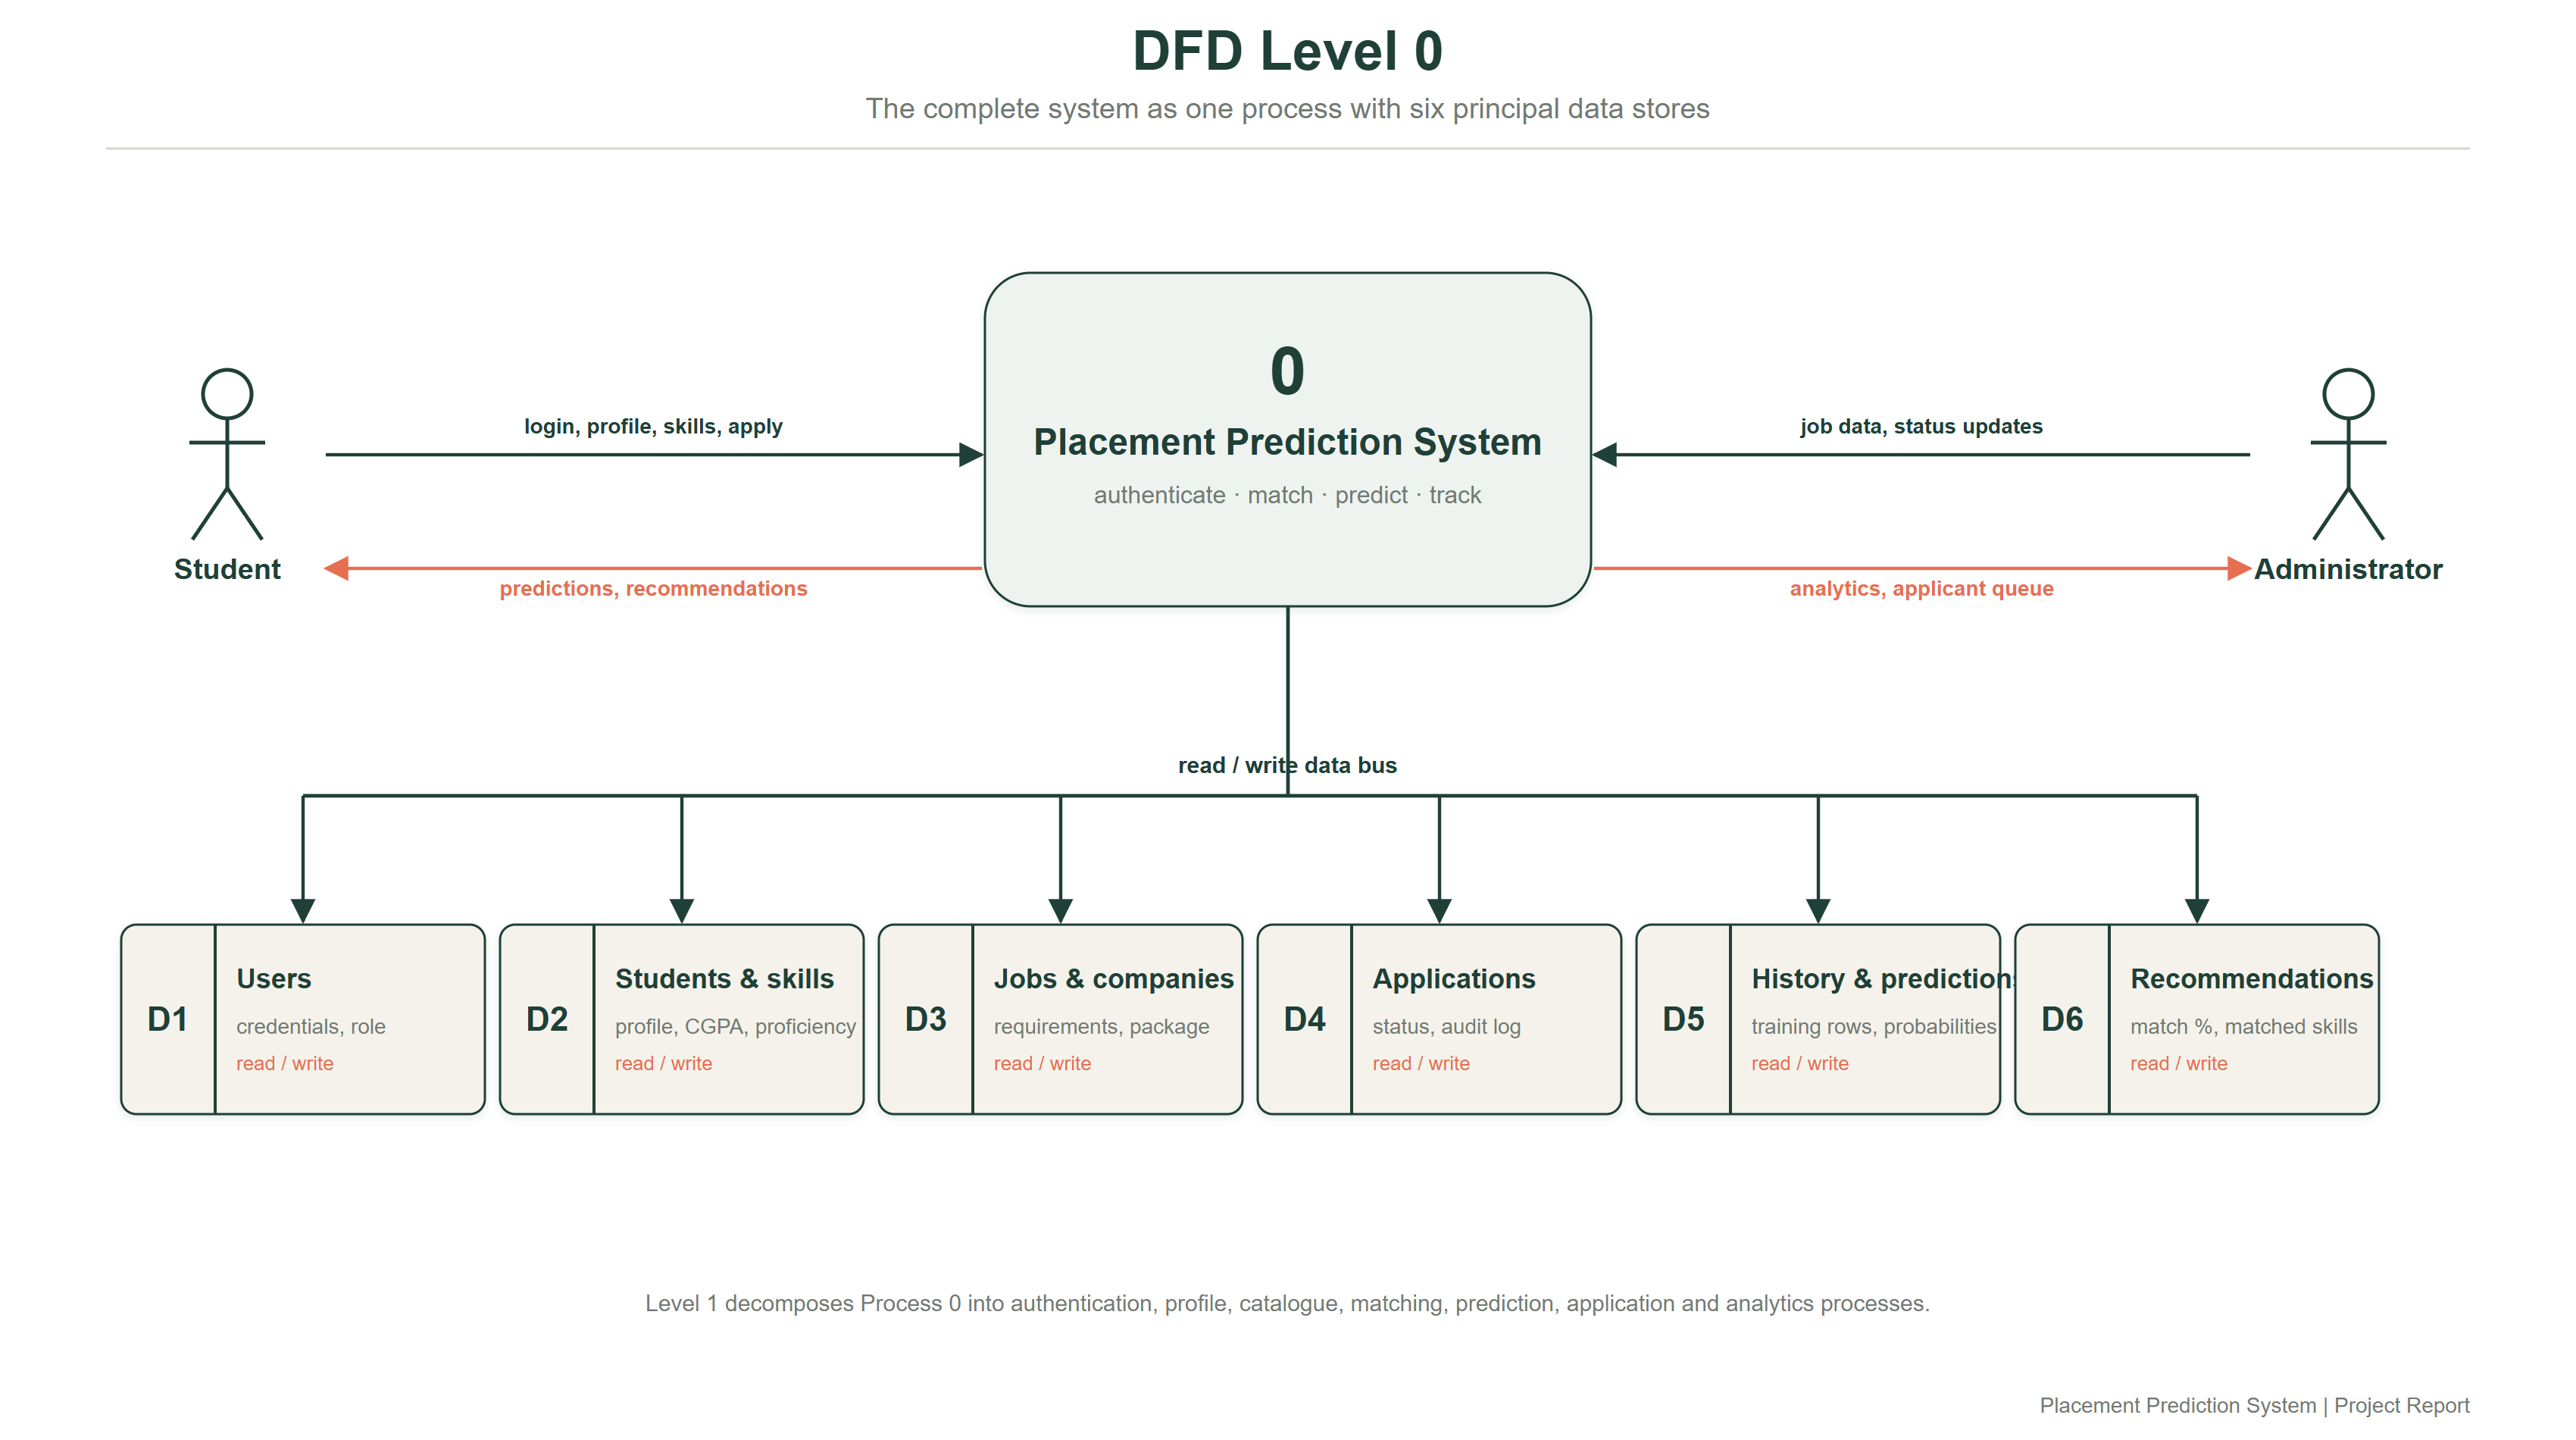 DFD Level 0
The complete system as one process with six principal data stores
0
Placement Prediction System
authenticate · match · predict · track
login, profile, skills, apply
job data, status updates
Student
predictions, recommendations
analytics, applicant queue
Administrator
read / write data bus
D1
Users
credentials, role
read / write
D2
Students & skills
profile, CGPA, proficiency
read / write
D3
Jobs & companies
requirements, package
read / write
D4
Applications
status, audit log
read / write
D5
History & predictions
training rows, probabilities
read / write
D6
Recommendations
match %, matched skills
read / write
Level 1 decomposes Process 0 into authentication, profile, catalogue, matching, prediction, application and analytics processes.
Placement Prediction System | Project Report